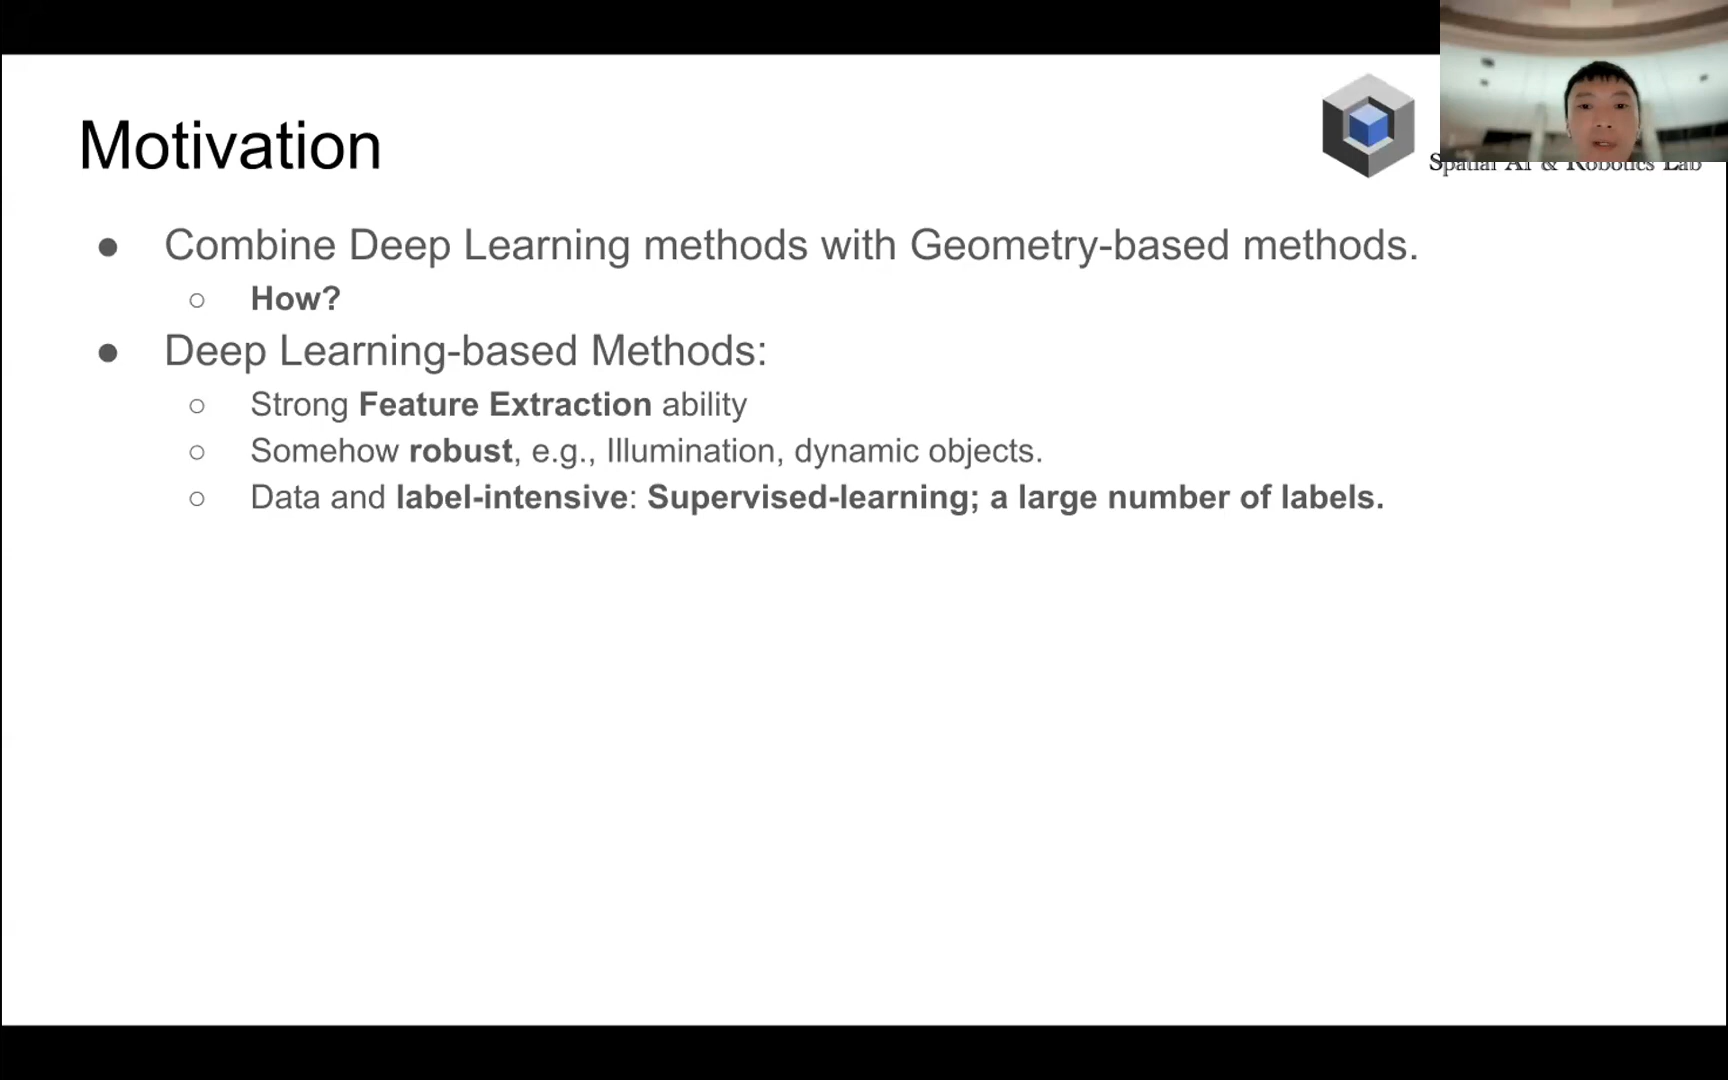 Motivation
Spatial AI & Robotics Lab
● Combine Deep Learning methods with Geometry-based methods.
○ How?
● Deep Learning-based Methods:
○ Strong Feature Extraction ability
○ Somehow robust, e.g., Illumination, dynamic objects.
○ Data and label-intensive: Supervised-learning; a large number of labels.